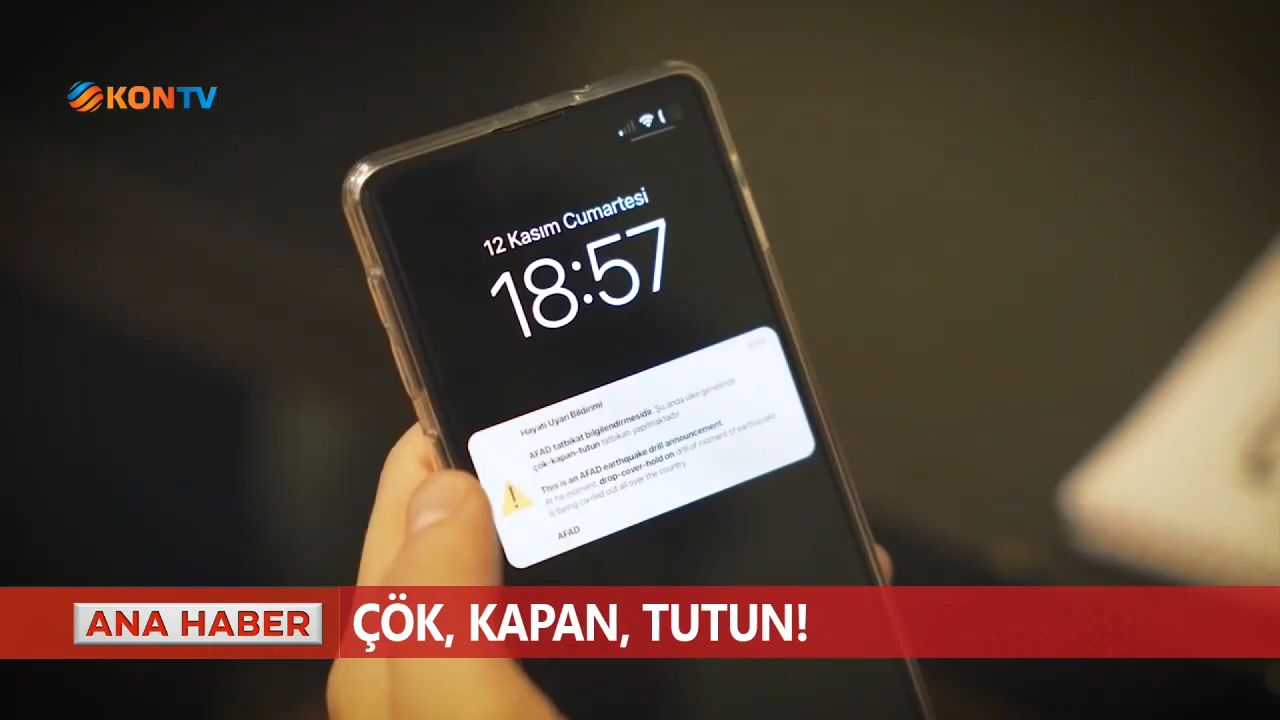 KONTV
12 Kasım Cumartesi
18:57
Hayati Uyarı Bildirimi
AFAD tatbikat bilgilendirmesidir. Şu anda ülke genelinde
çök-kapan-tutun tatbikatı yapılmaktadır.
This is an AFAD earthquake drill announcement.
At he moment, drop-cover-hold on drill of moment of earthquake
is being carried out all over the country.
AFAD
ANA HABER
ÇÖK, KAPAN, TUTUN!